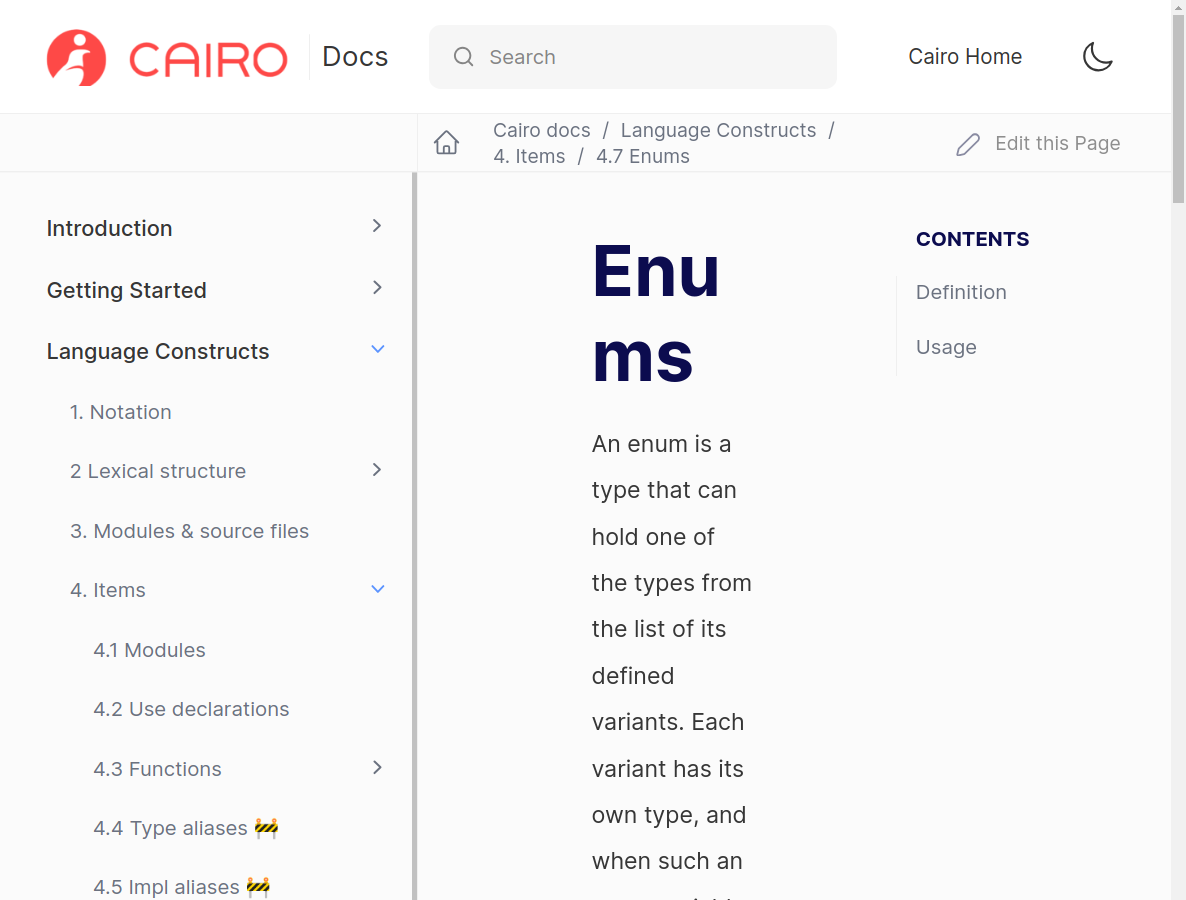 CAIRO
Docs
Search
Cairo Home
Cairo docs / Language Constructs /
4. Items / 4.7 Enums
Edit this Page
Introduction
Getting Started
Language Constructs
1. Notation
2 Lexical structure
3. Modules & source files
4. Items
4.1 Modules
4.2 Use declarations
4.3 Functions
4.4 Type aliases 🚧
4.5 Impl aliases 🚧
Enu
ms
An enum is a
type that can
hold one of
the types from
the list of its
defined
variants. Each
variant has its
own type, and
when such an
CONTENTS
Definition
Usage